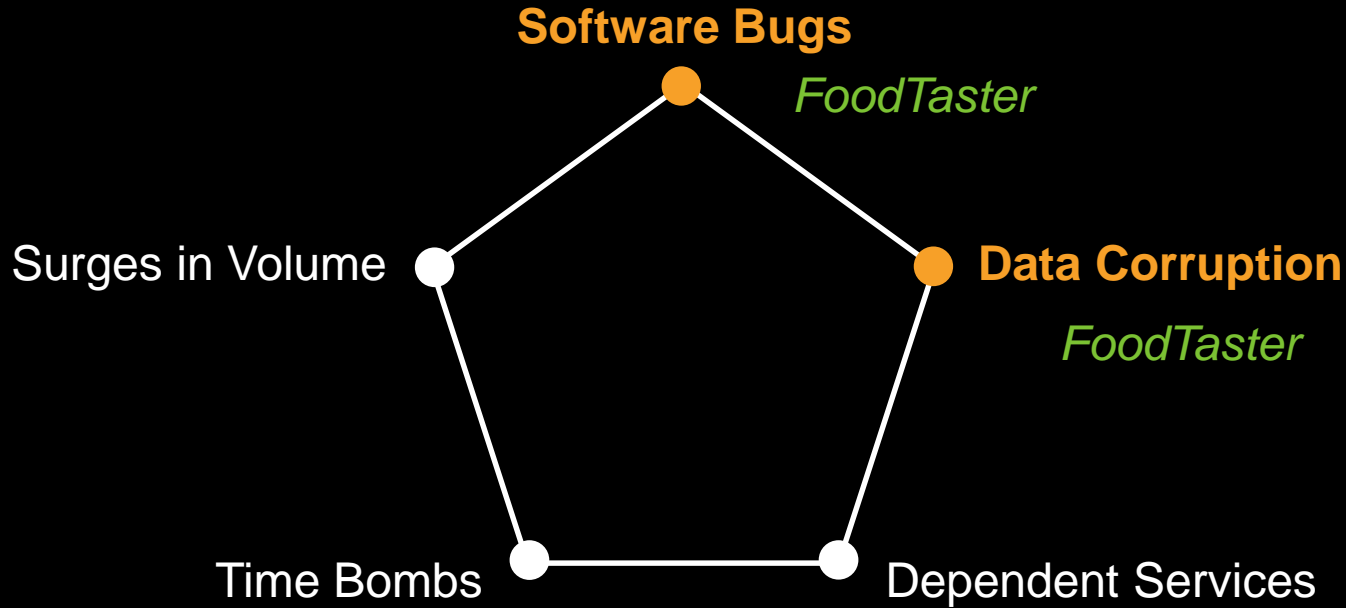 Software Bugs
FoodTaster
Surges in Volume
Data Corruption
FoodTaster
Time Bombs
Dependent Services